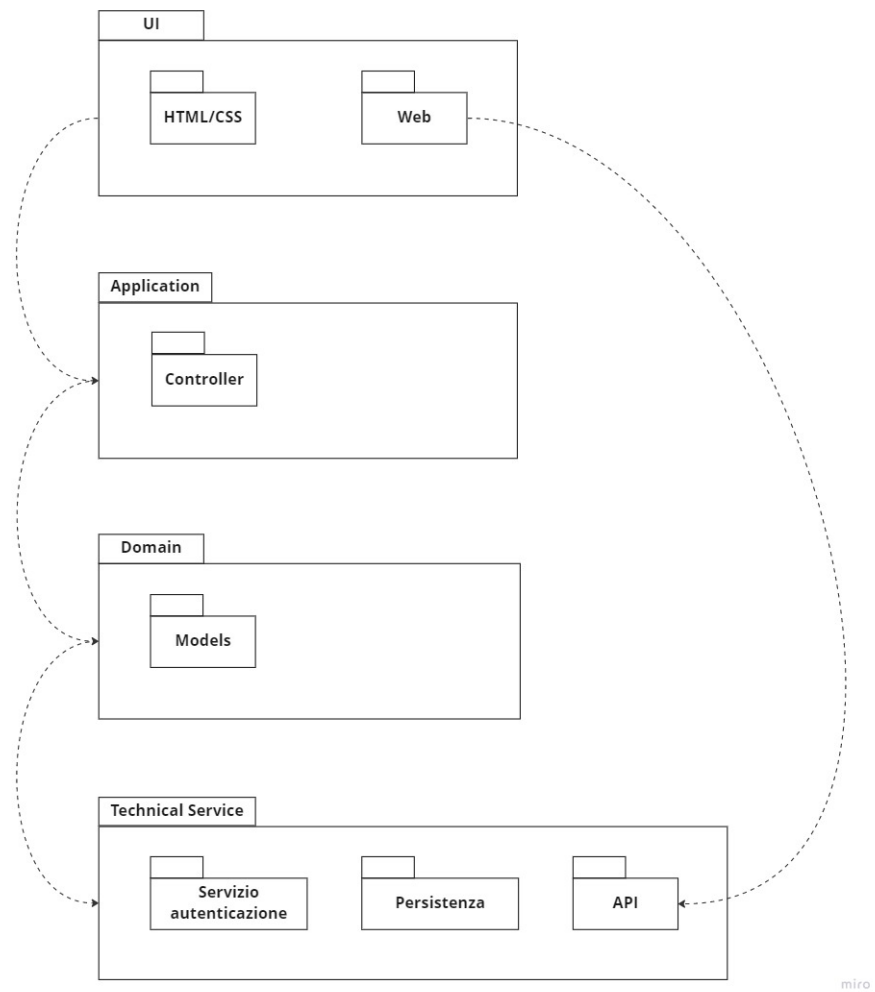 UI
HTML/CSS
Web
Application
Controller
Domain
Models
Technical Service
Servizio
autenticazione
Persistenza
API
miro